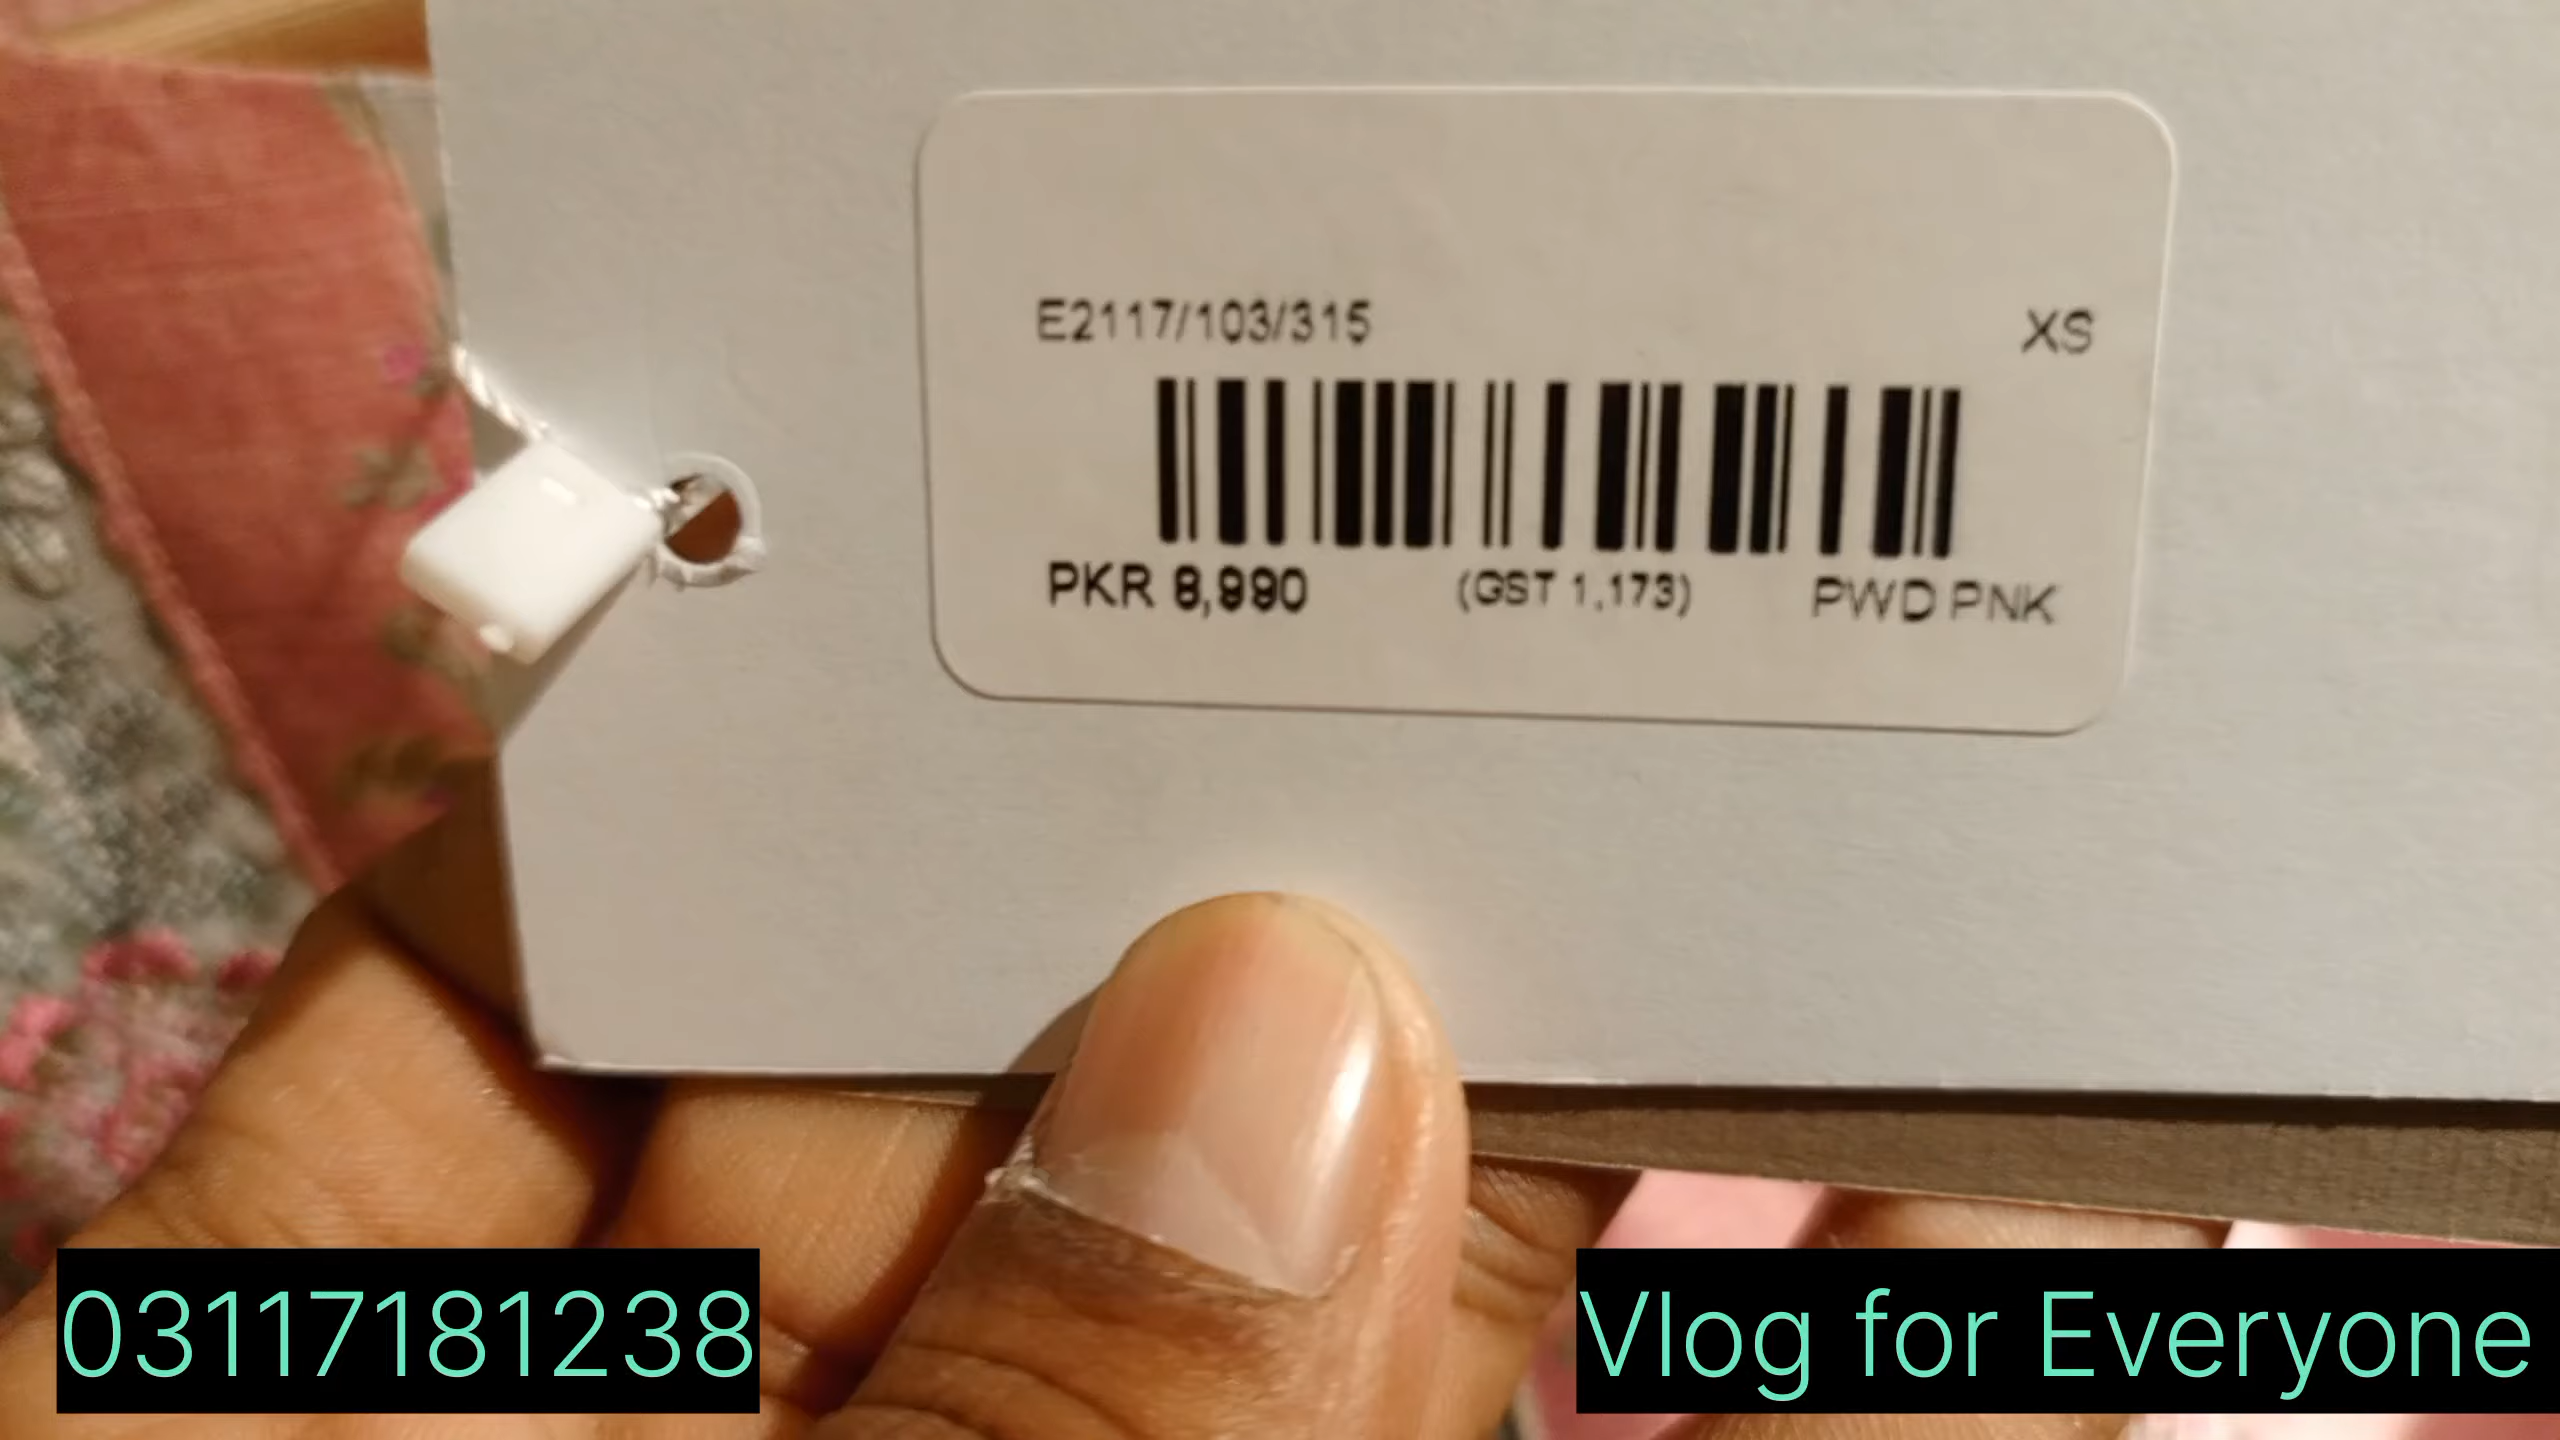 E2117/103/315
XS
PKR 8,990
(GST 1,173)
PWD PNK
03117181238
Vlog for Everyone